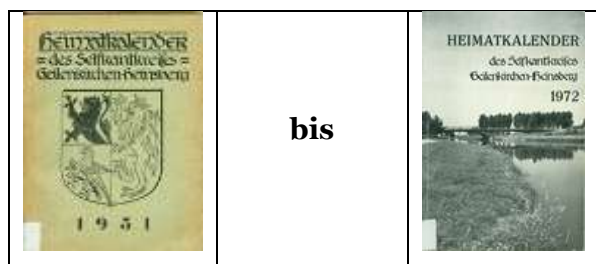 Heimatkalender
= des Selfkantkreises =
Geilenkirchen-Heinsberg
1951
bis
HEIMATKALENDER
des Selfkantkreises
Geilenkirchen-Heinsberg
1972